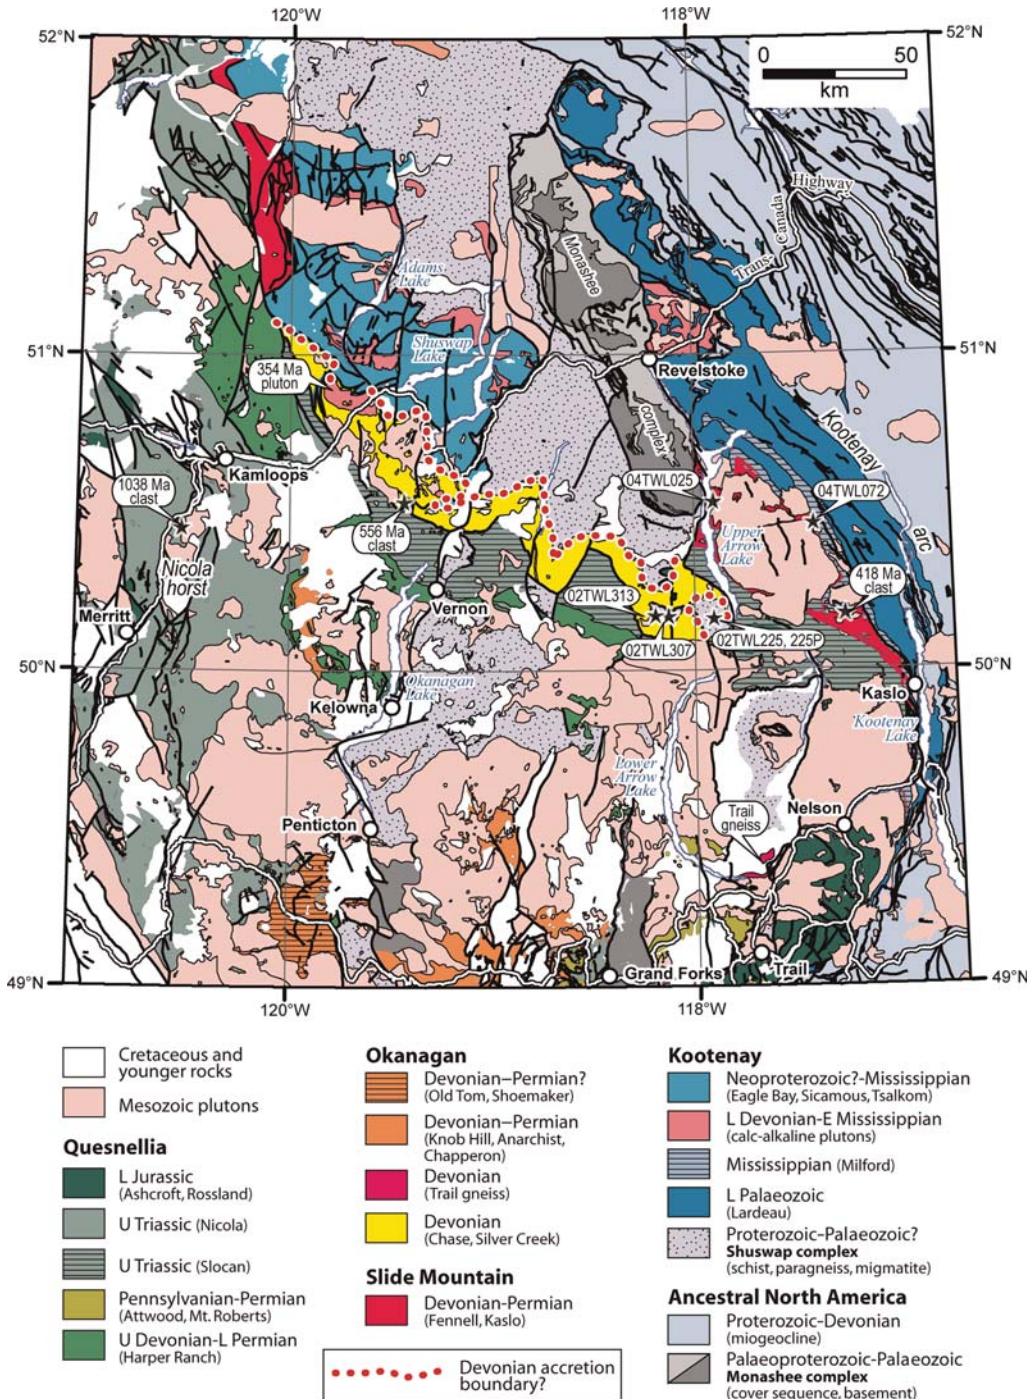 120°W
118°W
52°N
52°N
0 50
km
Highway
Canada
Trans-
Monashee
Adams
Lake
Shuswap
Lake
51°N
51°N
354 Ma
pluton
Revelstoke
complex
Kootenay
arc
Kamloops
1038 Ma
clast
04TWL025
04TWL072
556 Ma
clast
Upper
Arrow
Lake
Nicola
horst
418 Ma
clast
02TWL313
Vernon
Merritt
02TWL307
02TWL225, 225P
50°N
50°N
Okanagan
Lake
Kaslo
Kelowna
Kootenay
Lake
Lower
Arrow
Lake
Nelson
Trail
gneiss
Penticton
Grand Forks
Trail
49°N
49°N
120°W
118°W
Cretaceous and
younger rocks
Mesozoic plutons
Quesnellia
L Jurassic
(Ashcroft, Rossland)
U Triassic (Nicola)
U Triassic (Slocan)
Pennsylvanian-Permian
(Attwood, Mt. Roberts)
U Devonian-L Permian
(Harper Ranch)
Okanagan
Devonian–Permian?
(Old Tom, Shoemaker)
Devonian–Permian
(Knob Hill, Anarchist,
Chapperon)
Devonian
(Trail gneiss)
Devonian
(Chase, Silver Creek)
Slide Mountain
Devonian-Permian
(Fennell, Kaslo)
Devonian accretion
boundary?
Kootenay
Neoproterozoic?-Mississippian
(Eagle Bay, Sicamous, Tsalkom)
L Devonian-E Mississippian
(calc-alkaline plutons)
Mississippian (Milford)
L Palaeozoic
(Lardeau)
Proterozoic-Palaeozoic?
Shuswap complex
(schist, paragneiss, migmatite)
Ancestral North America
Proterozoic-Devonian
(miogeocline)
Palaeoproterozoic-Palaeozoic
Monashee complex
(cover sequence, basement)